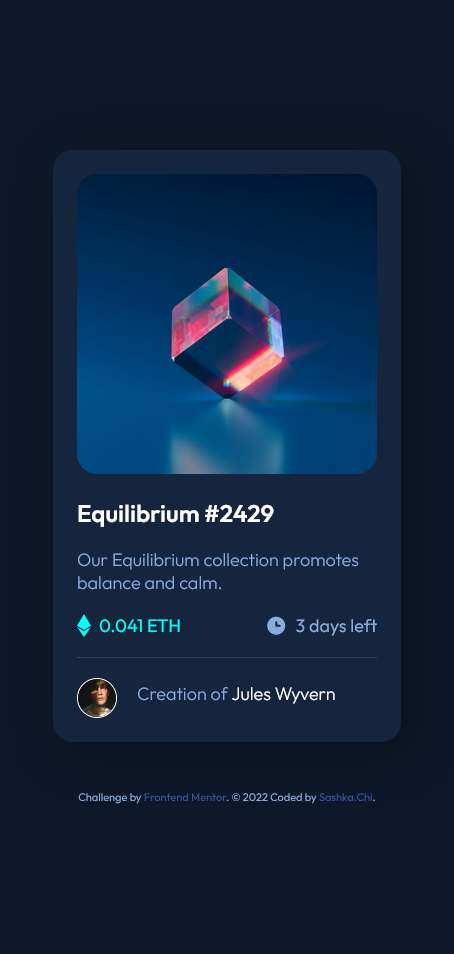 Equilibrium #2429
Our Equilibrium collection promotes
balance and calm.
0.041 ETH
3 days left
Creation of Jules Wyvern
Challenge by Frontend Mentor. © 2022 Coded by Sashka.Chi.